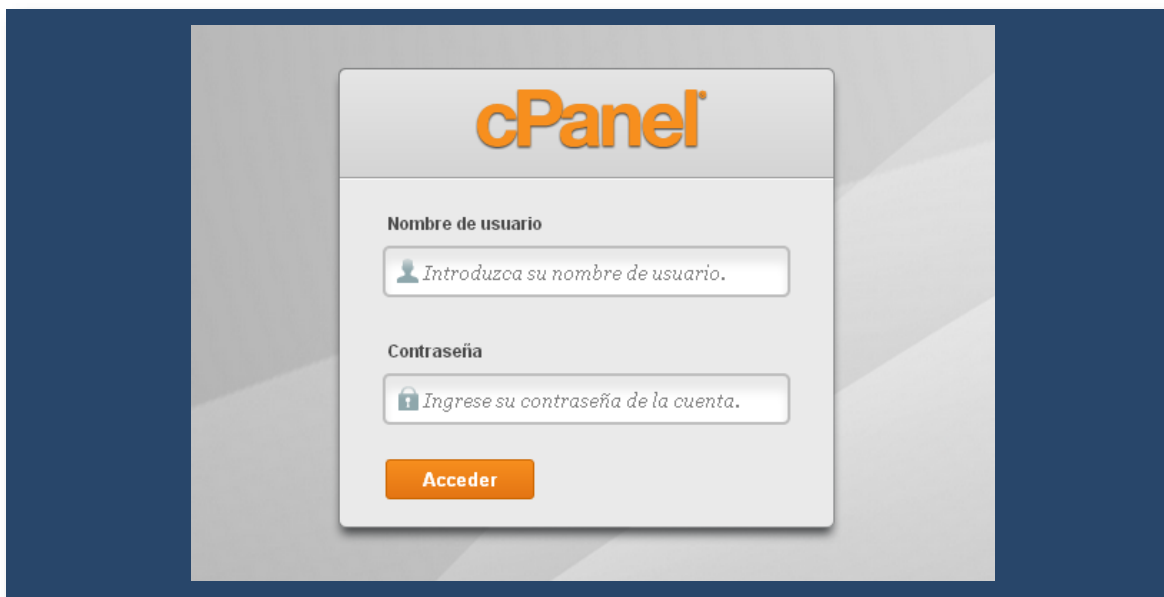 cPanel®
Nombre de usuario
Introduzca su nombre de usuario.
Contraseña
Ingrese su contraseña de la cuenta.
Acceder